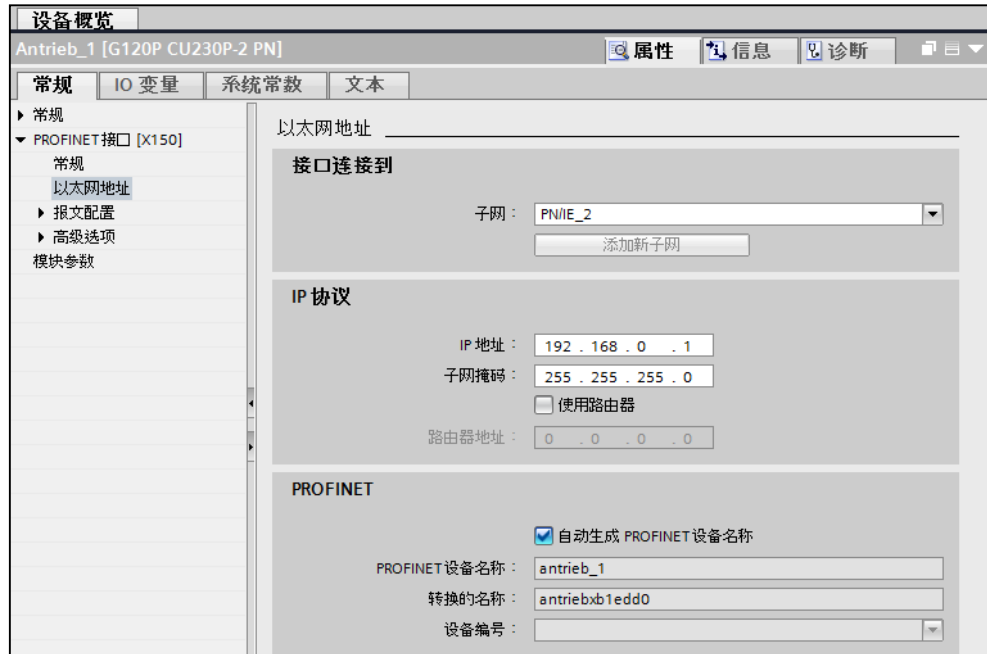 设备概览
Antrieb_1 [G120P CU230P-2 PN] 属性 信息 诊断
常规 IO 变量 系统常数 文本
常规
PROFINET接口 [X150]
常规
以太网地址
报文配置
高级选项
模块参数
以太网地址
接口连接到
子网： PN/IE_2
添加新子网
IP 协议
IP 地址： 192 . 168 . 0 . 1
子网掩码： 255 . 255 . 255 . 0
使用路由器
路由器地址： 0 . 0 . 0 . 0
PROFINET
自动生成 PROFINET 设备名称
PROFINET 设备名称： antrieb_1
转换的名称： antriebxb1edd0
设备编号：